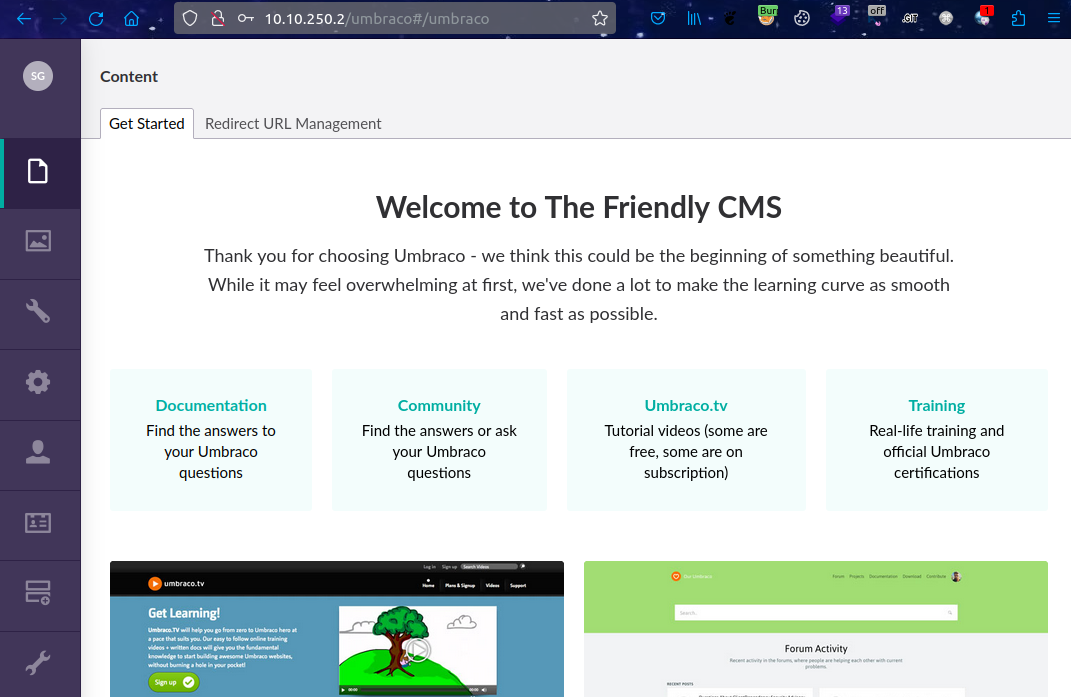 10.10.250.2/umbraco#/umbraco
Bur
13
off
.GIT
1
SG
Content
Get Started
Redirect URL Management
Welcome to The Friendly CMS
Thank you for choosing Umbraco - we think this could be the beginning of something beautiful.
While it may feel overwhelming at first, we've done a lot to make the learning curve as smooth
and fast as possible.
Documentation
Find the answers to
your Umbraco
questions
Community
Find the answers or ask
your Umbraco
questions
Umbraco.tv
Tutorial videos (some are
free, some are on
subscription)
Training
Real-life training and
official Umbraco
certifications
Log in Sign up Search Videos
umbraco.tv
Home Plans & Signup Videos Support
Get Learning!
Umbraco.TV will help you go from zero to Umbraco hero at
a pace that suits you. Our easy to follow online training
videos + written docs will give you the fundamental
knowledge to start building awesome Umbraco websites,
without burning a hole in your pocket!
Sign up
00:00
00:00
Our Umbraco
Forum Projects Documentation Download Contribute
Search..
Forum Activity
Recent activity in the forums, where people are helping each other with current
problems.
RECENT POSTS